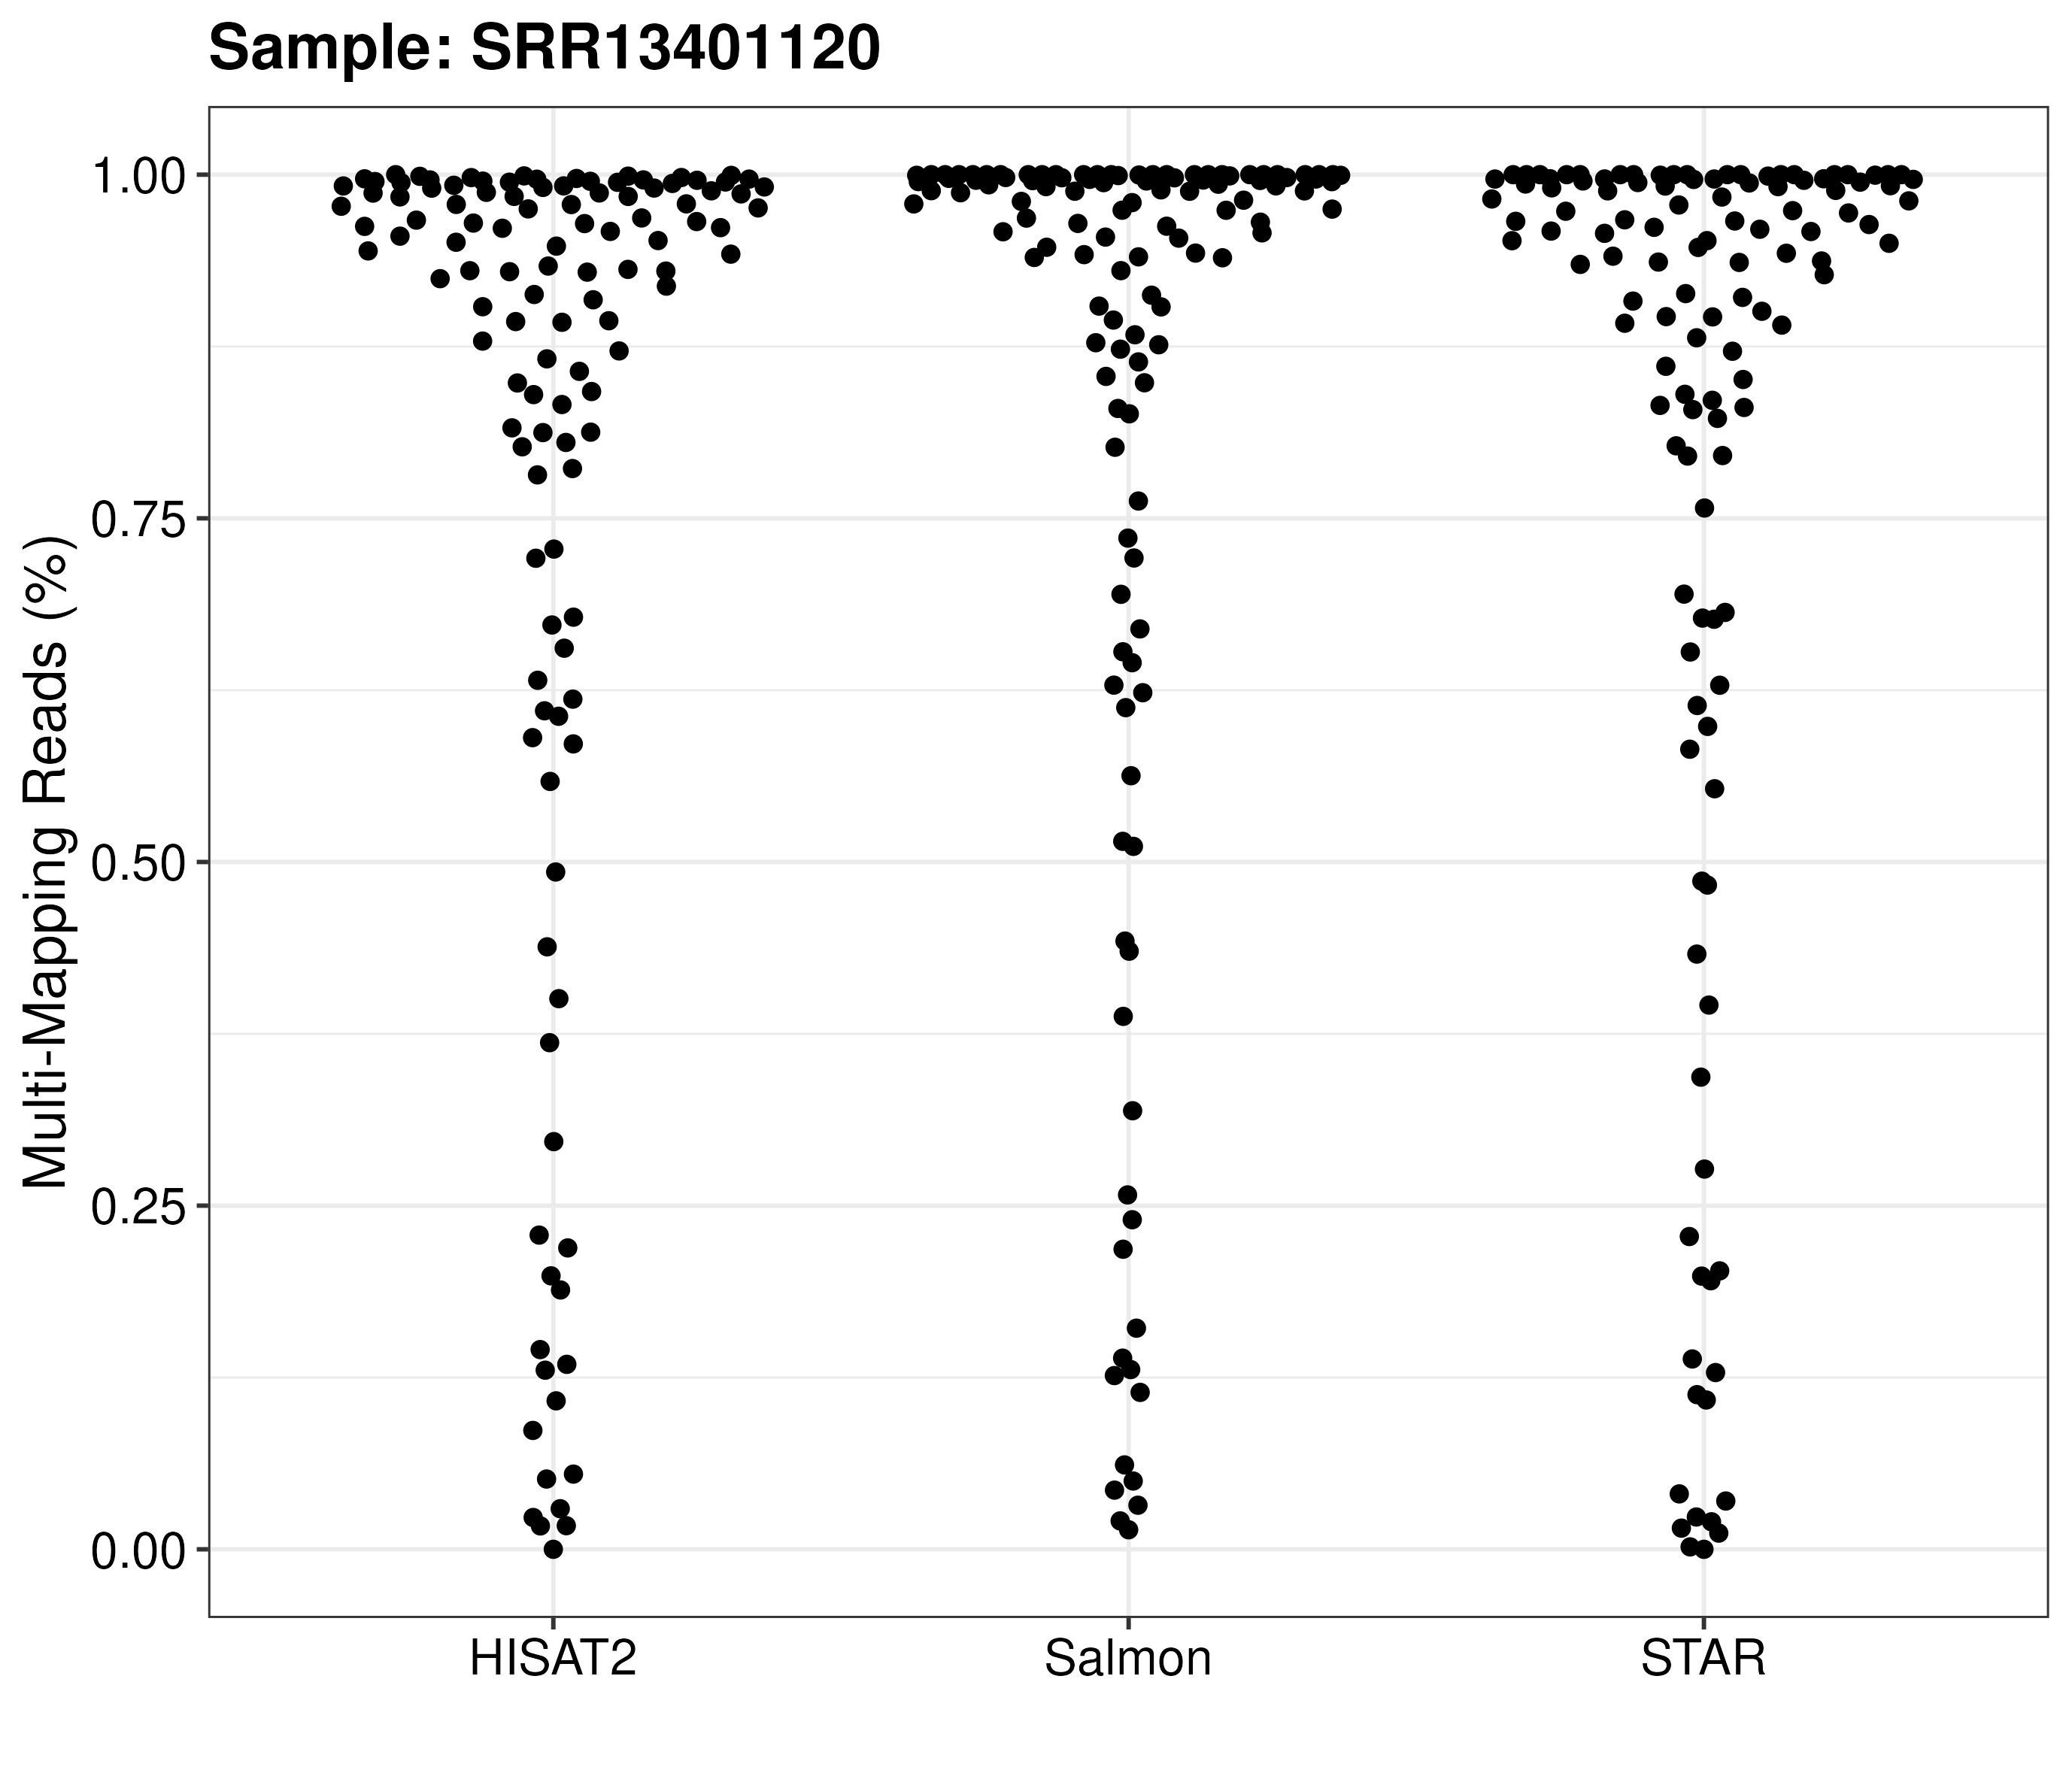 Sample: SRR13401120
Multi-Mapping Reads (%)
1.00
0.75
0.50
0.25
0.00
HISAT2 Salmon STAR